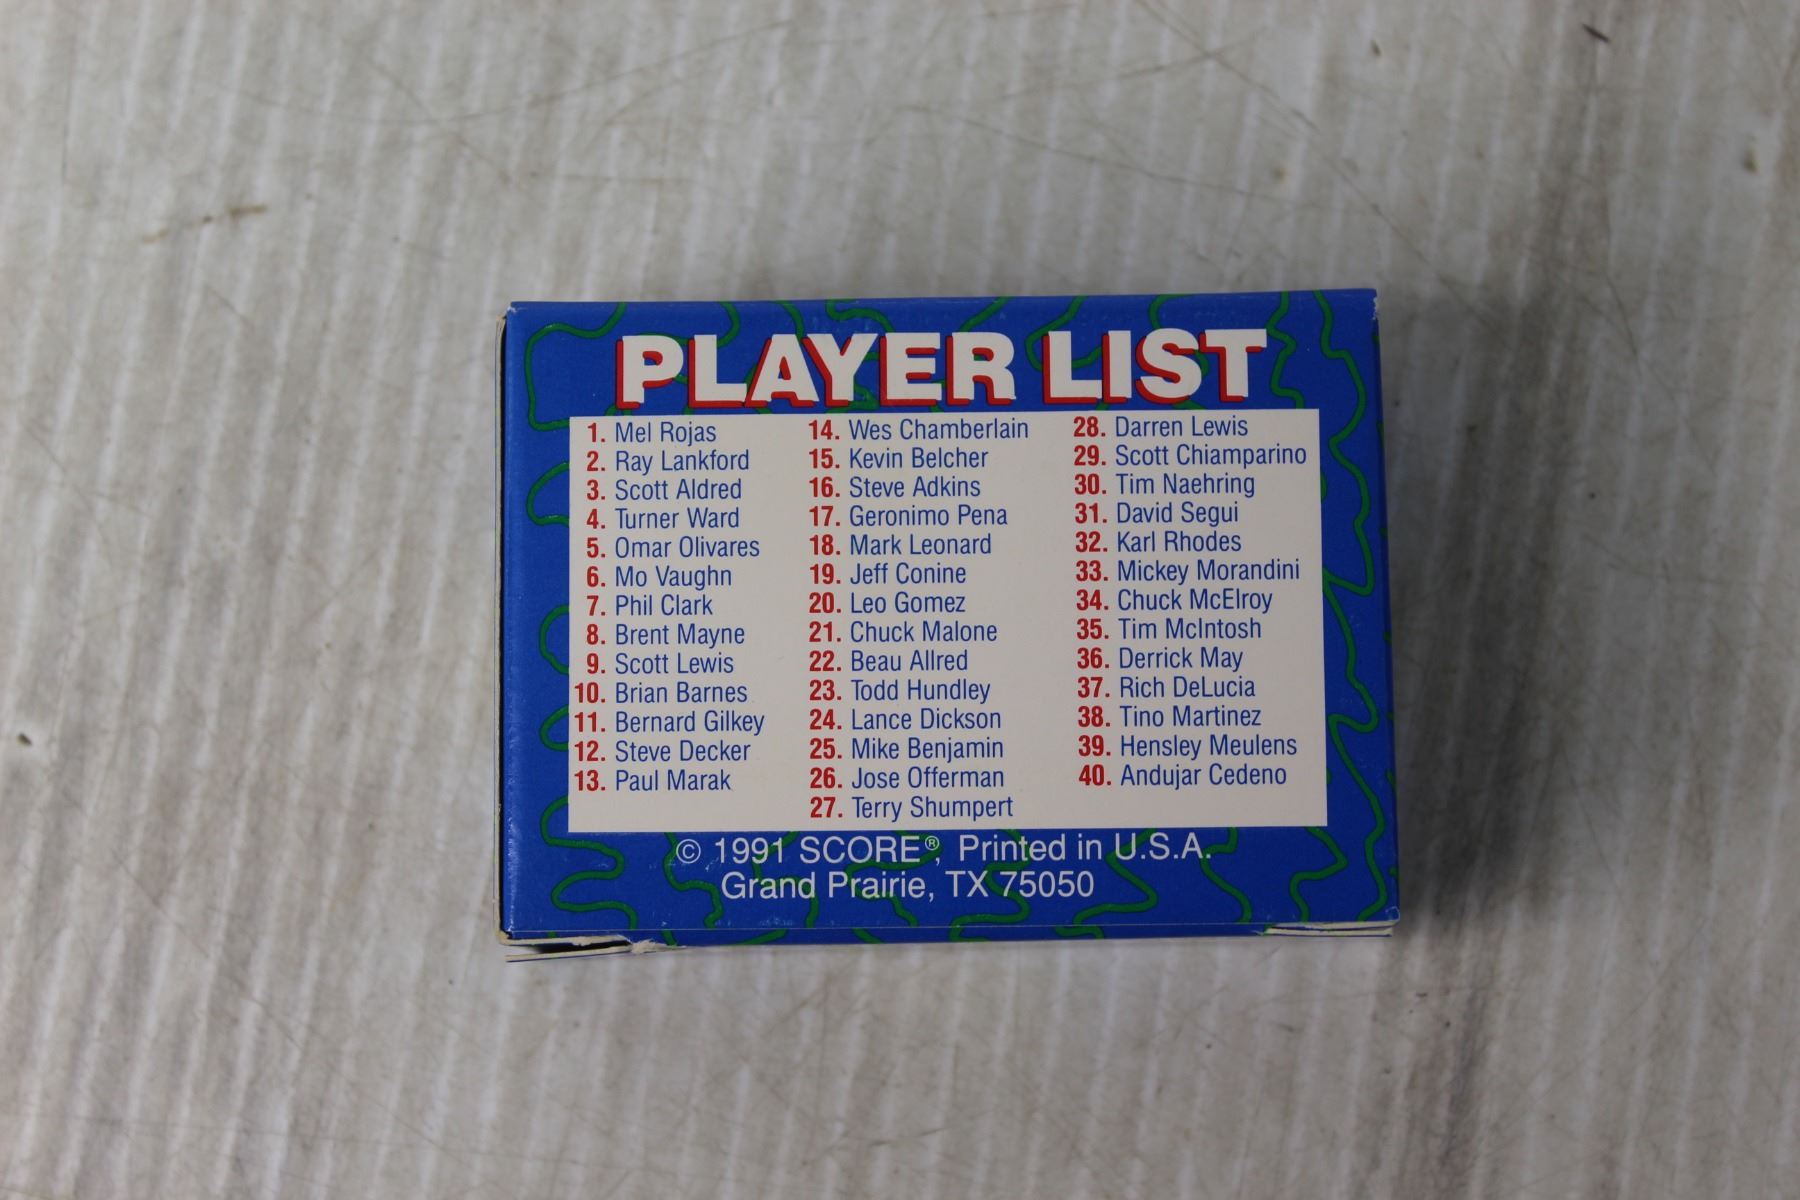 PLAYER LIST
1. Mel Rojas
2. Ray Lankford
3. Scott Aldred
4. Turner Ward
5. Omar Olivares
6. Mo Vaughn
7. Phil Clark
8. Brent Mayne
9. Scott Lewis
10. Brian Barnes
11. Bernard Gilkey
12. Steve Decker
13. Paul Marak
14. Wes Chamberlain
15. Kevin Belcher
16. Steve Adkins
17. Geronimo Pena
18. Mark Leonard
19. Jeff Conine
20. Leo Gomez
21. Chuck Malone
22. Beau Allred
23. Todd Hundley
24. Lance Dickson
25. Mike Benjamin
26. Jose Offerman
27. Terry Shumpert
28. Darren Lewis
29. Scott Chiamparino
30. Tim Naehring
31. David Segui
32. Karl Rhodes
33. Mickey Morandini
34. Chuck McElroy
35. Tim McIntosh
36. Derrick May
37. Rich DeLucia
38. Tino Martinez
39. Hensley Meulens
40. Andujar Cedeno
© 1991 SCORE®, Printed in U.S.A.
Grand Prairie, TX 75050